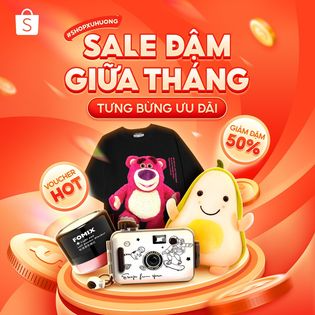 S
#SHOPXUHUONG
SALE ĐẬM
GIỮA THÁNG
TƯNG BỪNG ƯU ĐÃI
GIẢM ĐẬM
50%
VOUCHER
HOT
FOMIX